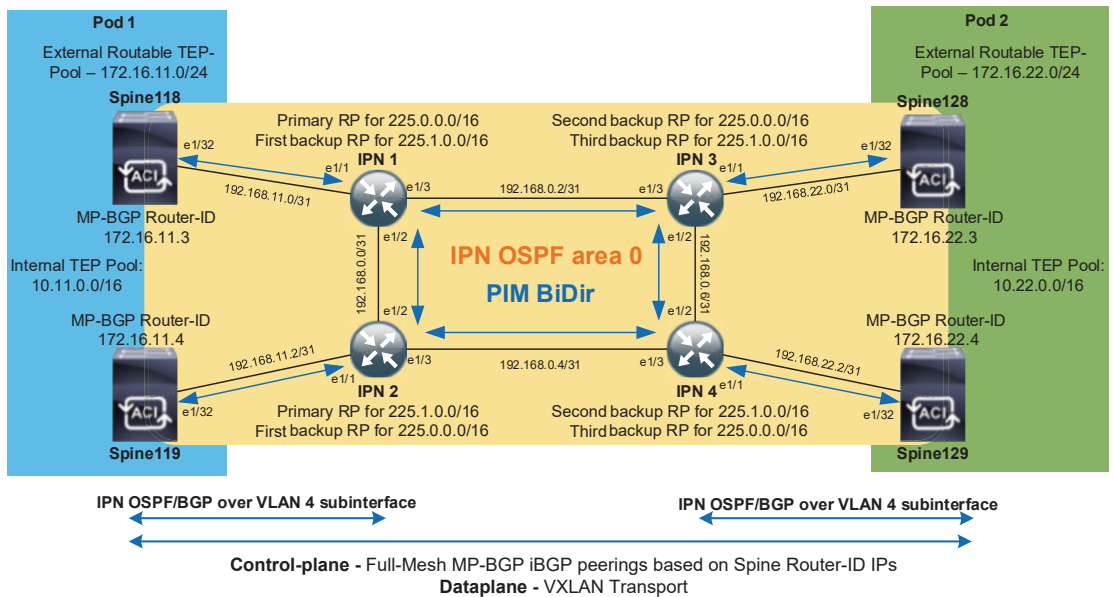 Pod 1
Pod 2
External Routable TEP-
Pool – 172.16.11.0/24
External Routable TEP-
Pool – 172.16.22.0/24
Spine118
Spine128
Primary RP for 225.0.0.0/16
First backup RP for 225.1.0.0/16
Second backup RP for 225.0.0.0/16
Third backup RP for 225.1.0.0/16
IPN 1
IPN 3
e1/32
e1/1
e1/1
e1/32
ACI
ACI
192.168.11.0/31
e1/3
192.168.0.2/31
e1/3
192.168.22.0/31
MP-BGP Router-ID
172.16.11.3
MP-BGP Router-ID
172.16.22.3
e1/2
e1/2
192.168.0.0/31
192.168.0.6/31
IPN OSPF area 0
PIM BiDir
Internal TEP Pool:
10.11.0.0/16
Internal TEP Pool:
10.22.0.0/16
e1/2
e1/2
MP-BGP Router-ID
172.16.11.4
MP-BGP Router-ID
172.16.22.4
192.168.11.2/31
e1/3
192.168.0.4/31
e1/3
192.168.22.2/31
e1/1
e1/1
IPN 2
IPN 4
ACI
ACI
e1/32
e1/32
Primary RP for 225.1.0.0/16
First backup RP for 225.0.0.0/16
Second backup RP for 225.1.0.0/16
Third backup RP for 225.0.0.0/16
Spine119
Spine129
IPN OSPF/BGP over VLAN 4 subinterface
IPN OSPF/BGP over VLAN 4 subinterface
Control-plane - Full-Mesh MP-BGP iBGP peerings based on Spine Router-ID IPs
Dataplane - VXLAN Transport